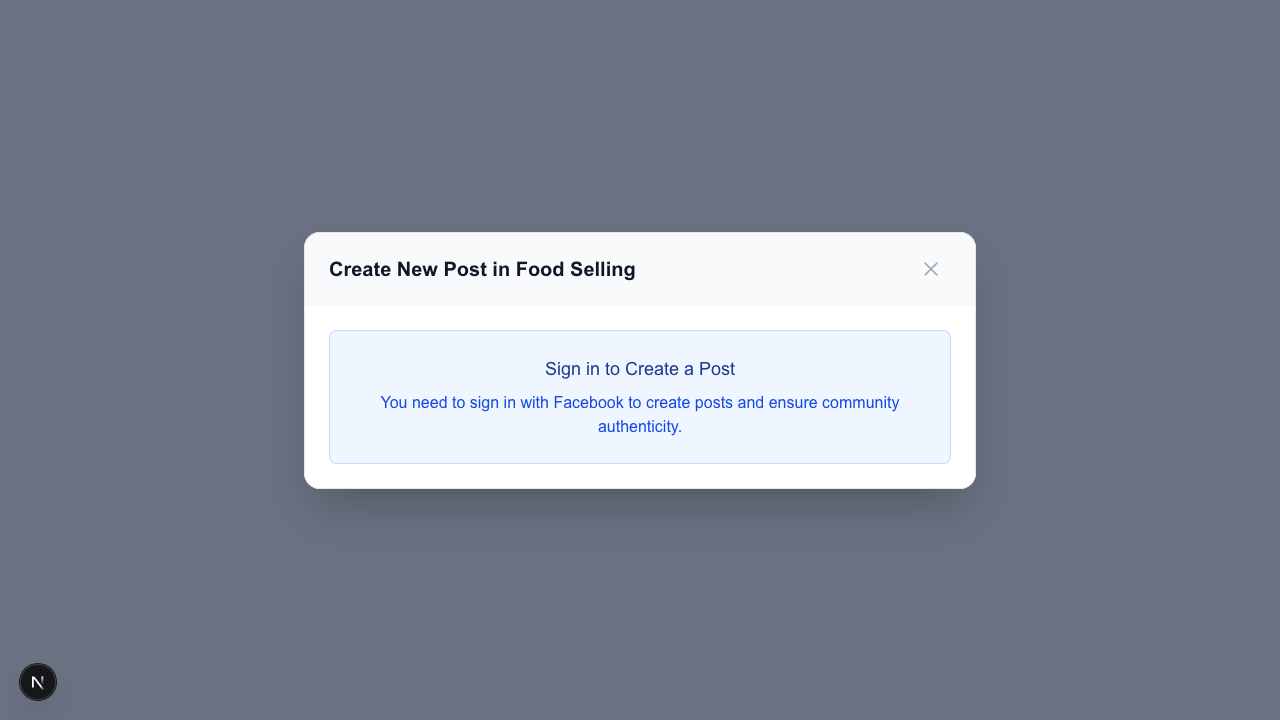 Create New Post in Food Selling
Sign in to Create a Post
You need to sign in with Facebook to create posts and ensure community
authenticity.
N